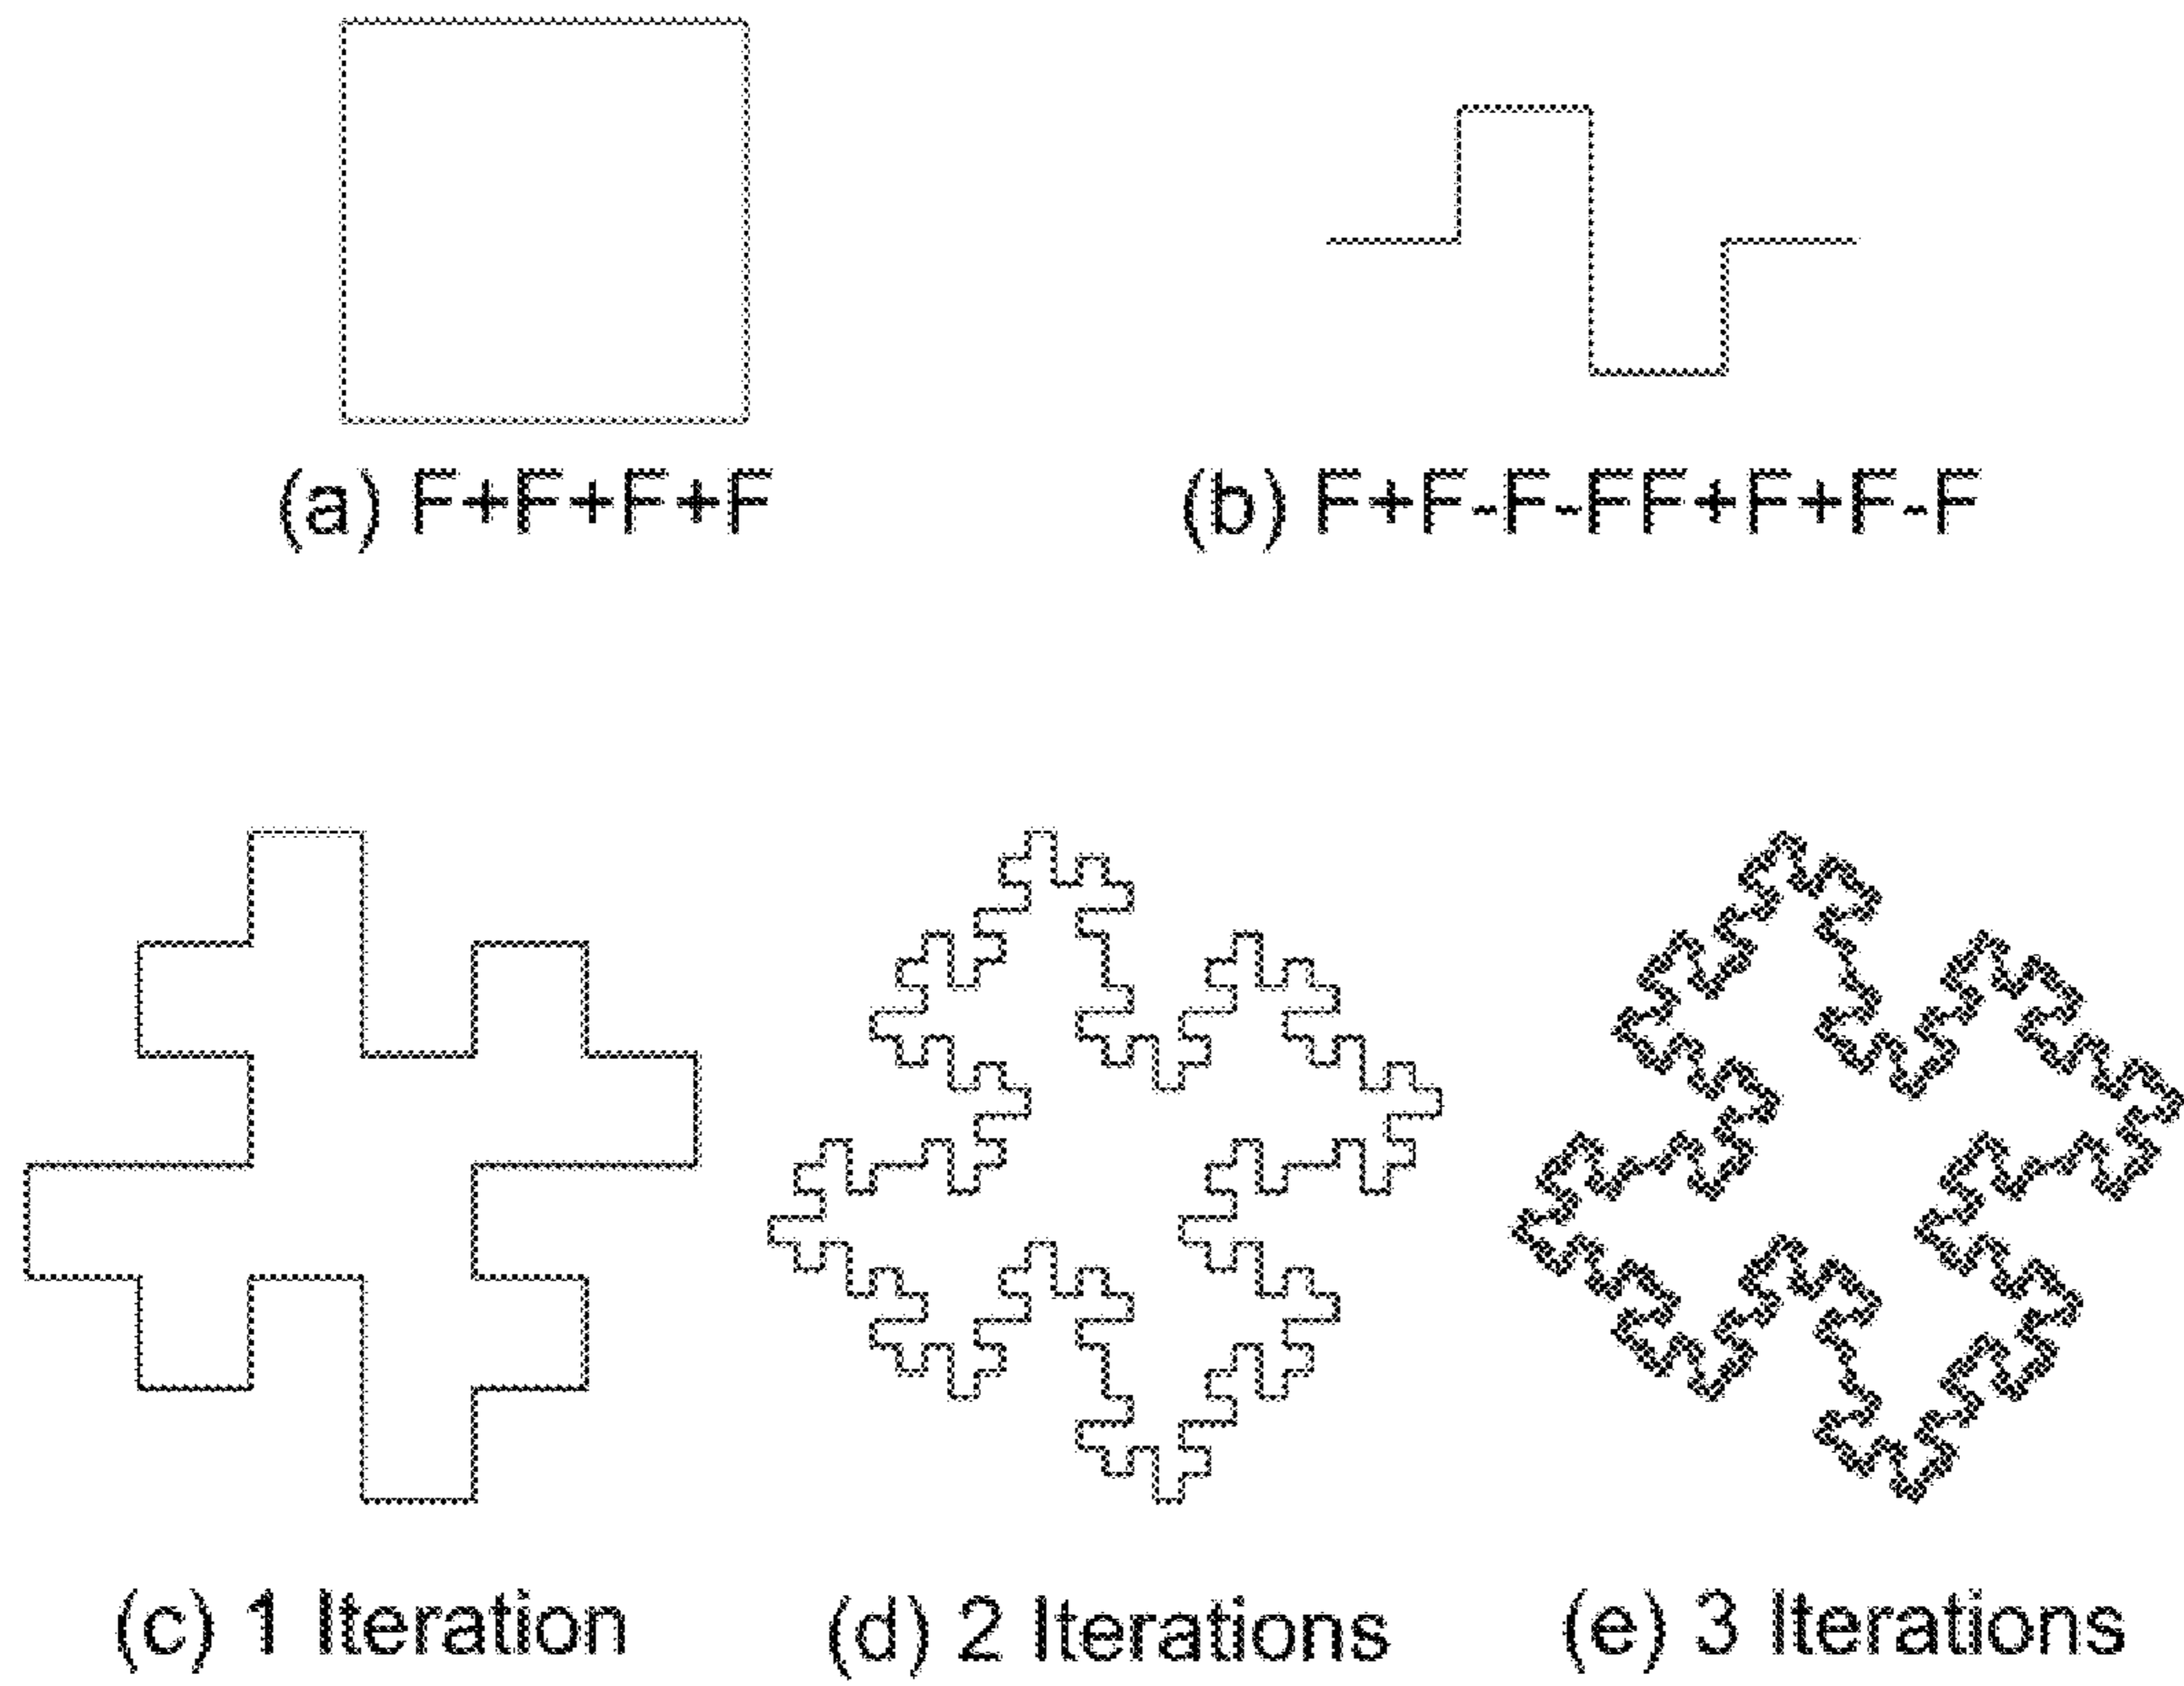 (a) F+F+F+F
(b) F+F-F-FF+F+F-F
(c) 1 Iteration
(d) 2 Iterations
(e) 3 Iterations